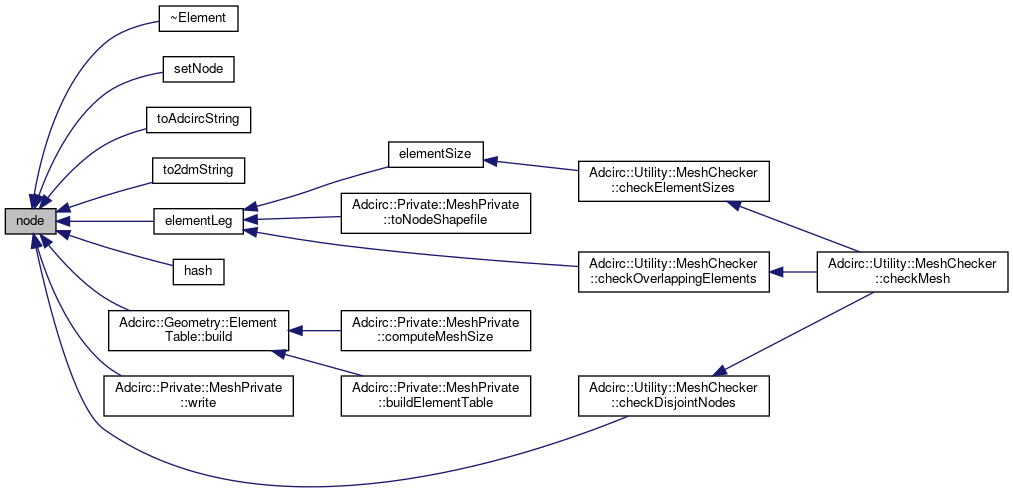 ~Element
setNode
toAdcircString
to2dmString
node
elementLeg
hash
Adcirc::Geometry::Element
Table::build
Adcirc::Private::MeshPrivate
::write
elementSize
Adcirc::Private::MeshPrivate
::toNodeShapefile
Adcirc::Private::MeshPrivate
::computeMeshSize
Adcirc::Private::MeshPrivate
::buildElementTable
Adcirc::Utility::MeshChecker
::checkElementSizes
Adcirc::Utility::MeshChecker
::checkOverlappingElements
Adcirc::Utility::MeshChecker
::checkDisjointNodes
Adcirc::Utility::MeshChecker
::checkMesh